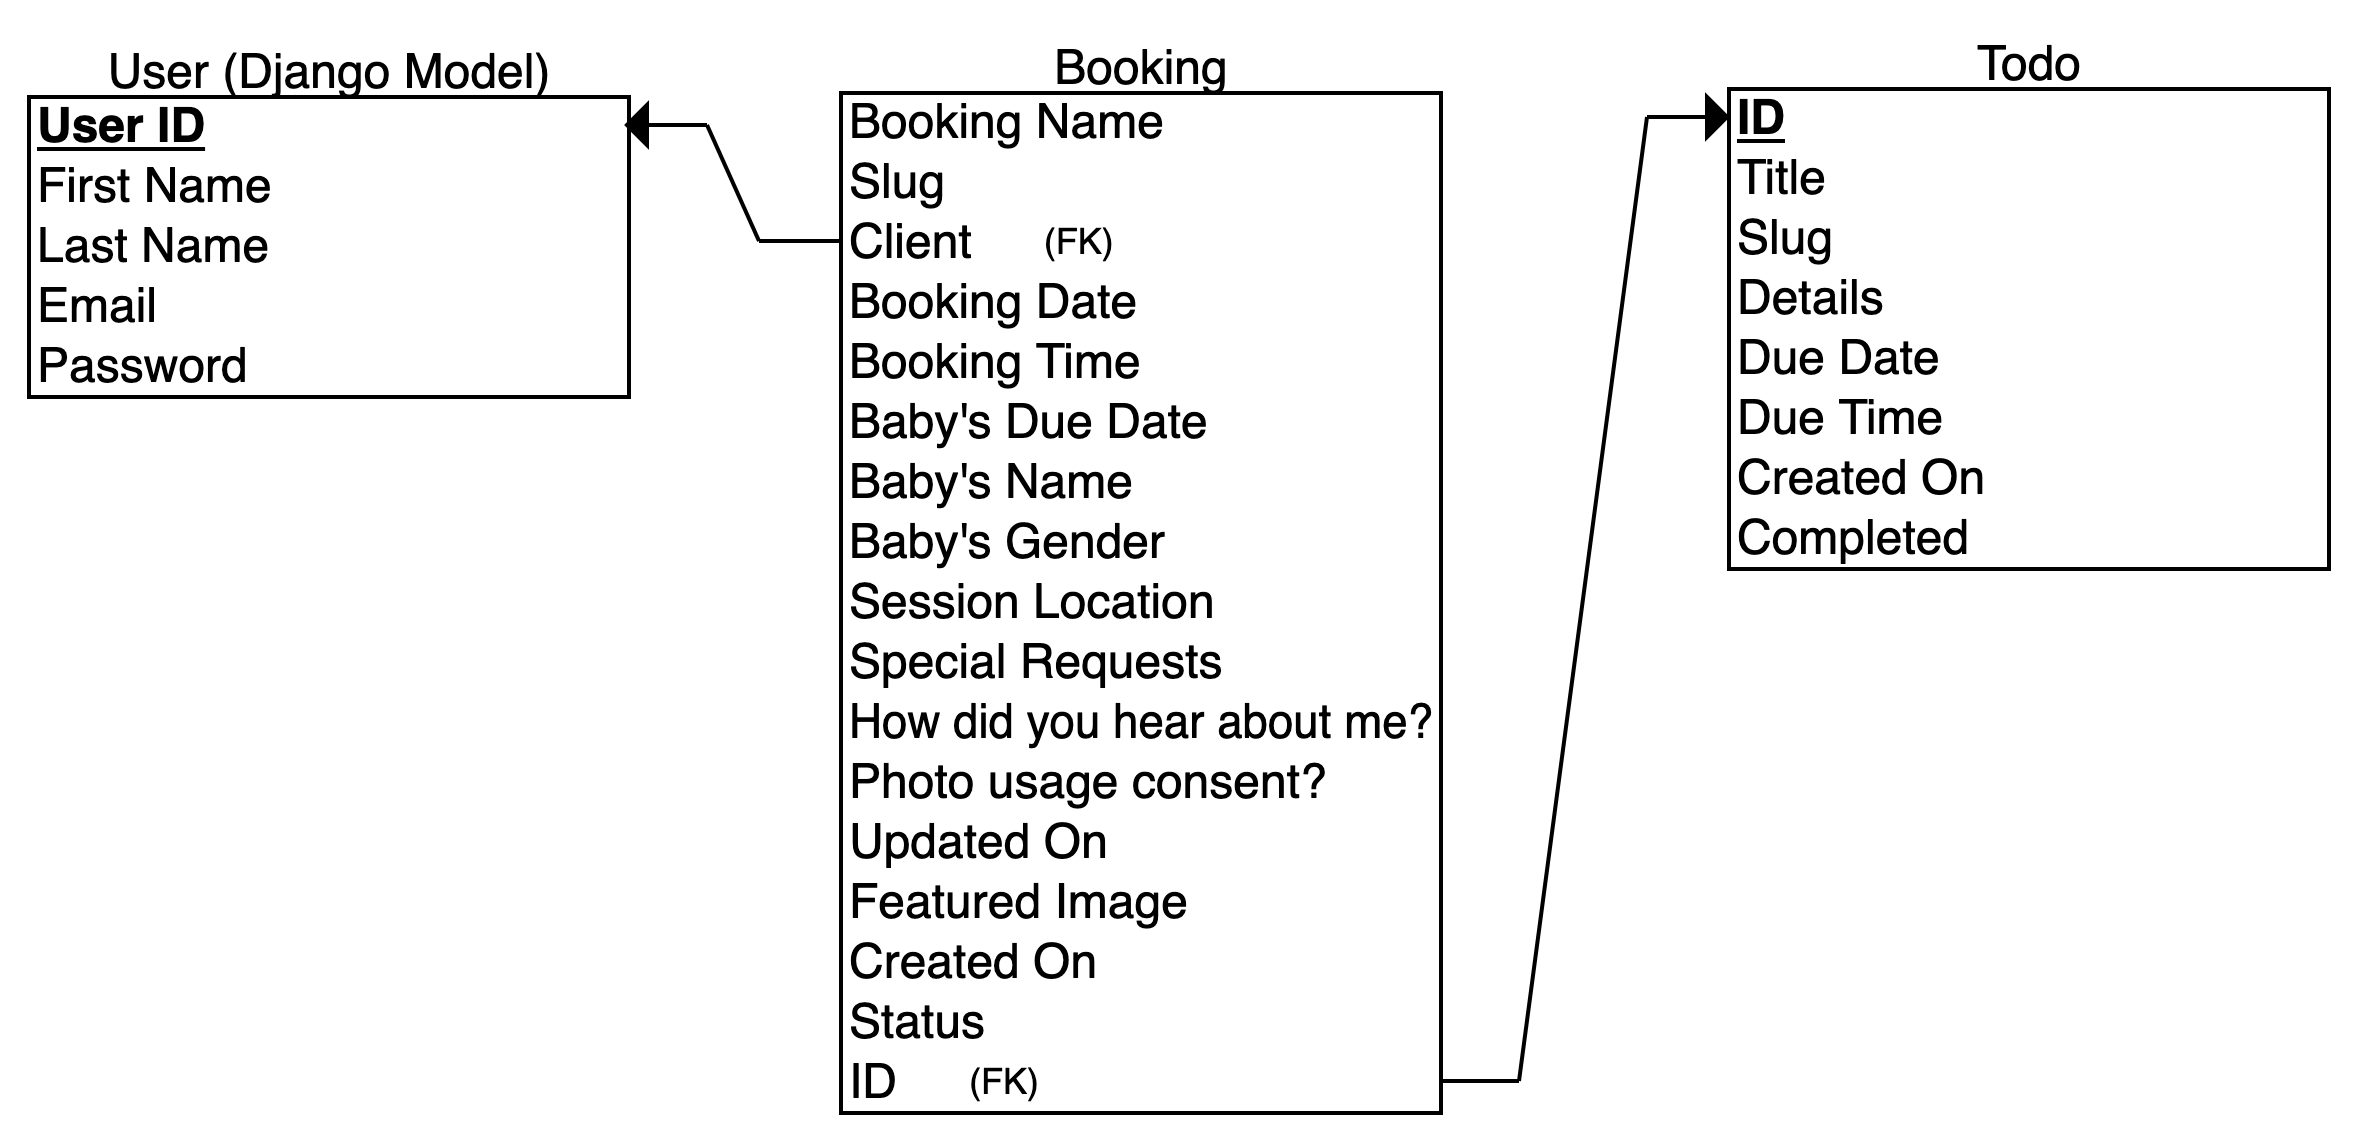 User (Django Model)
User ID
First Name
Last Name
Email
Password
Booking
Booking Name
Slug
Client (FK)
Booking Date
Booking Time
Baby's Due Date
Baby's Name
Baby's Gender
Session Location
Special Requests
How did you hear about me?
Photo usage consent?
Updated On
Featured Image
Created On
Status
ID (FK)
Todo
ID
Title
Slug
Details
Due Date
Due Time
Created On
Completed